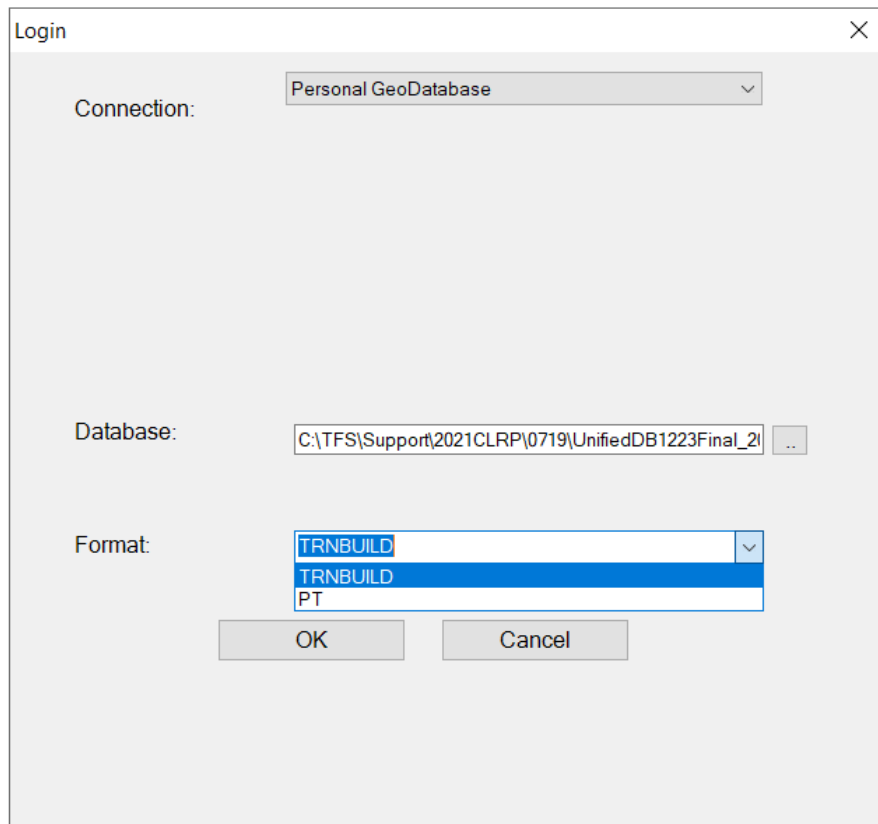 Login
Connection:
Personal GeoDatabase
Database:
C:\TFS\Support\2021CLRP\0719\UnifiedDB1223Final_2
..
Format:
TRNBUILD
TRNBUILD
PT
OK
Cancel